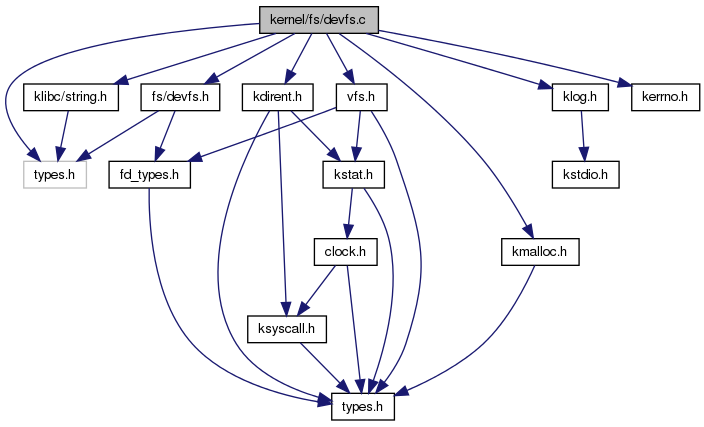 kernel/fs/devfs.c
klibc/string.h
fs/devfs.h
kdirent.h
vfs.h
klog.h
kerrno.h
types.h
fd_types.h
kstat.h
kstdio.h
clock.h
kmalloc.h
ksyscall.h
types.h